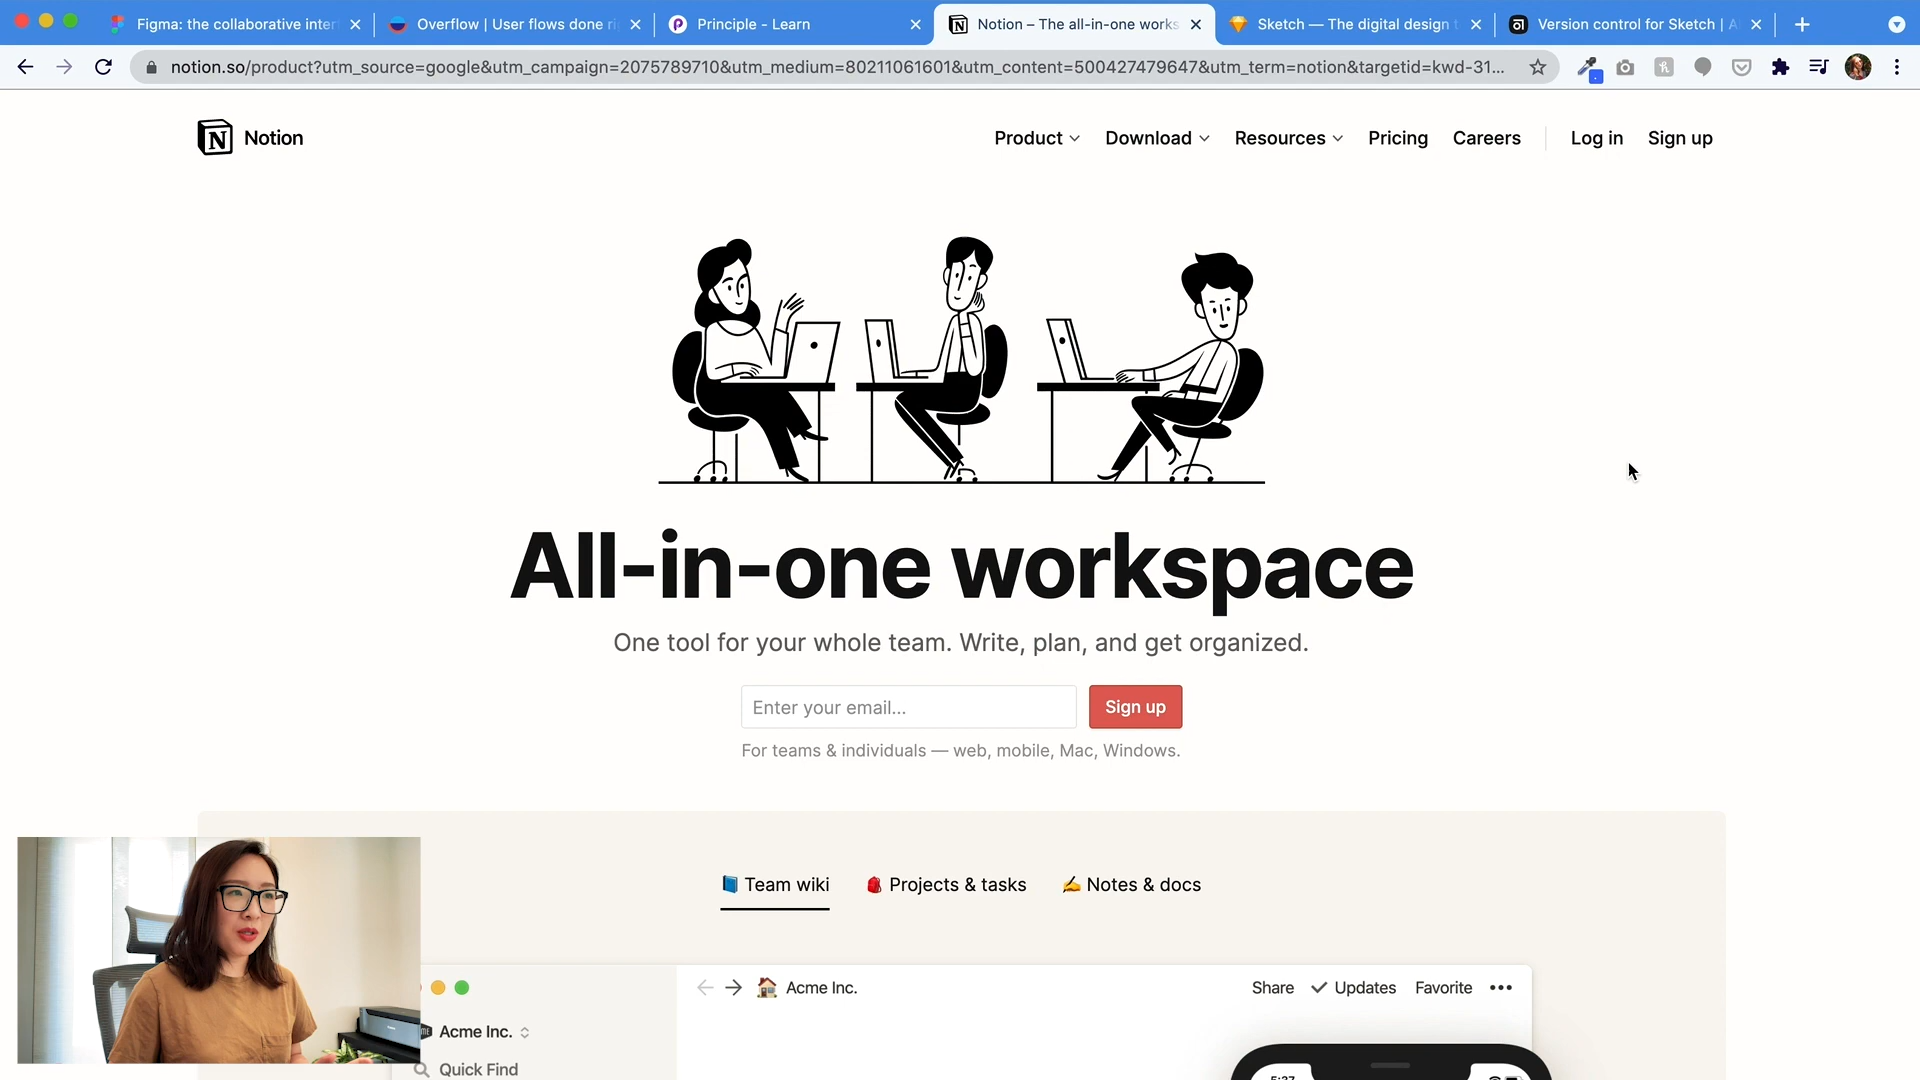 Figma: the collaborative inter
Overflow | User flows done ri
Principle - Learn
Notion – The all-in-one works
Sketch — The digital design t
Version control for Sketch | A
notion.so/product?utm_source=google&utm_campaign=2075789710&utm_medium=80211061601&utm_content=500427479647&utm_term=notion&targetid=kwd-31...
Notion
Product
Download
Resources
Pricing
Careers
Log in
Sign up
All-in-one workspace
One tool for your whole team. Write, plan, and get organized.
Enter your email...
Sign up
For teams & individuals — web, mobile, Mac, Windows.
Team wiki
Projects & tasks
Notes & docs
Acme Inc.
Share
Updates
Favorite
•••
Acme Inc.
Quick Find